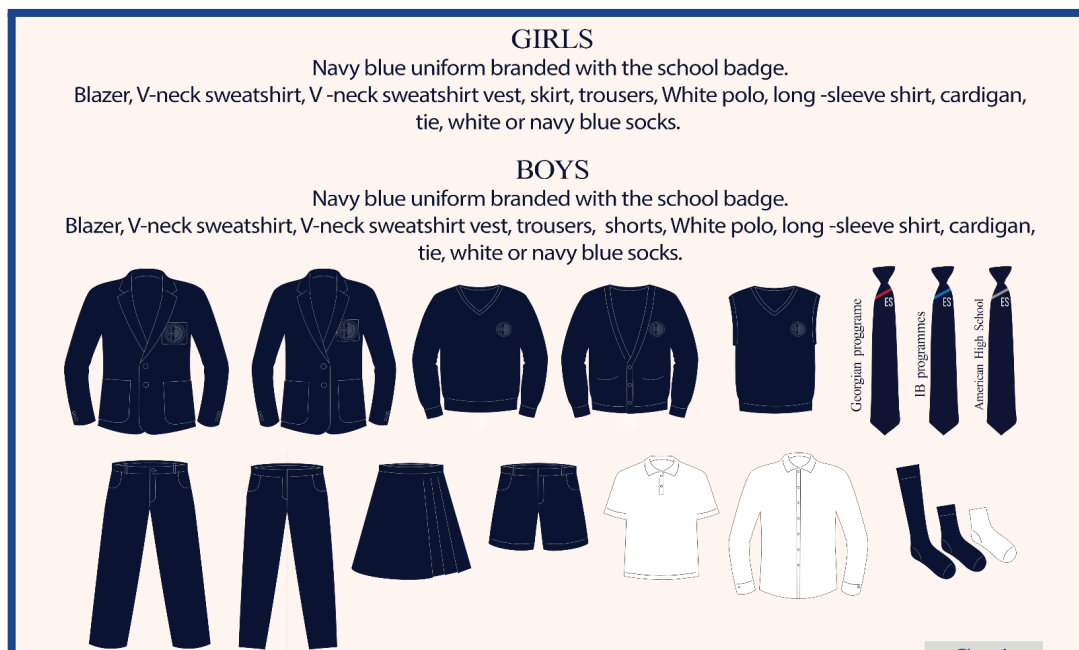 GIRLS
Navy blue uniform branded with the school badge.
Blazer, V-neck sweatshirt, V -neck sweatshirt vest, skirt, trousers, White polo, long -sleeve shirt, cardigan,
tie, white or navy blue socks.
BOYS
Navy blue uniform branded with the school badge.
Blazer, V-neck sweatshirt, V-neck sweatshirt vest, trousers, shorts, White polo, long -sleeve shirt, cardigan,
tie, white or navy blue socks.
Georgian proggrame
ES
IB programmes
ES
American High School
ES